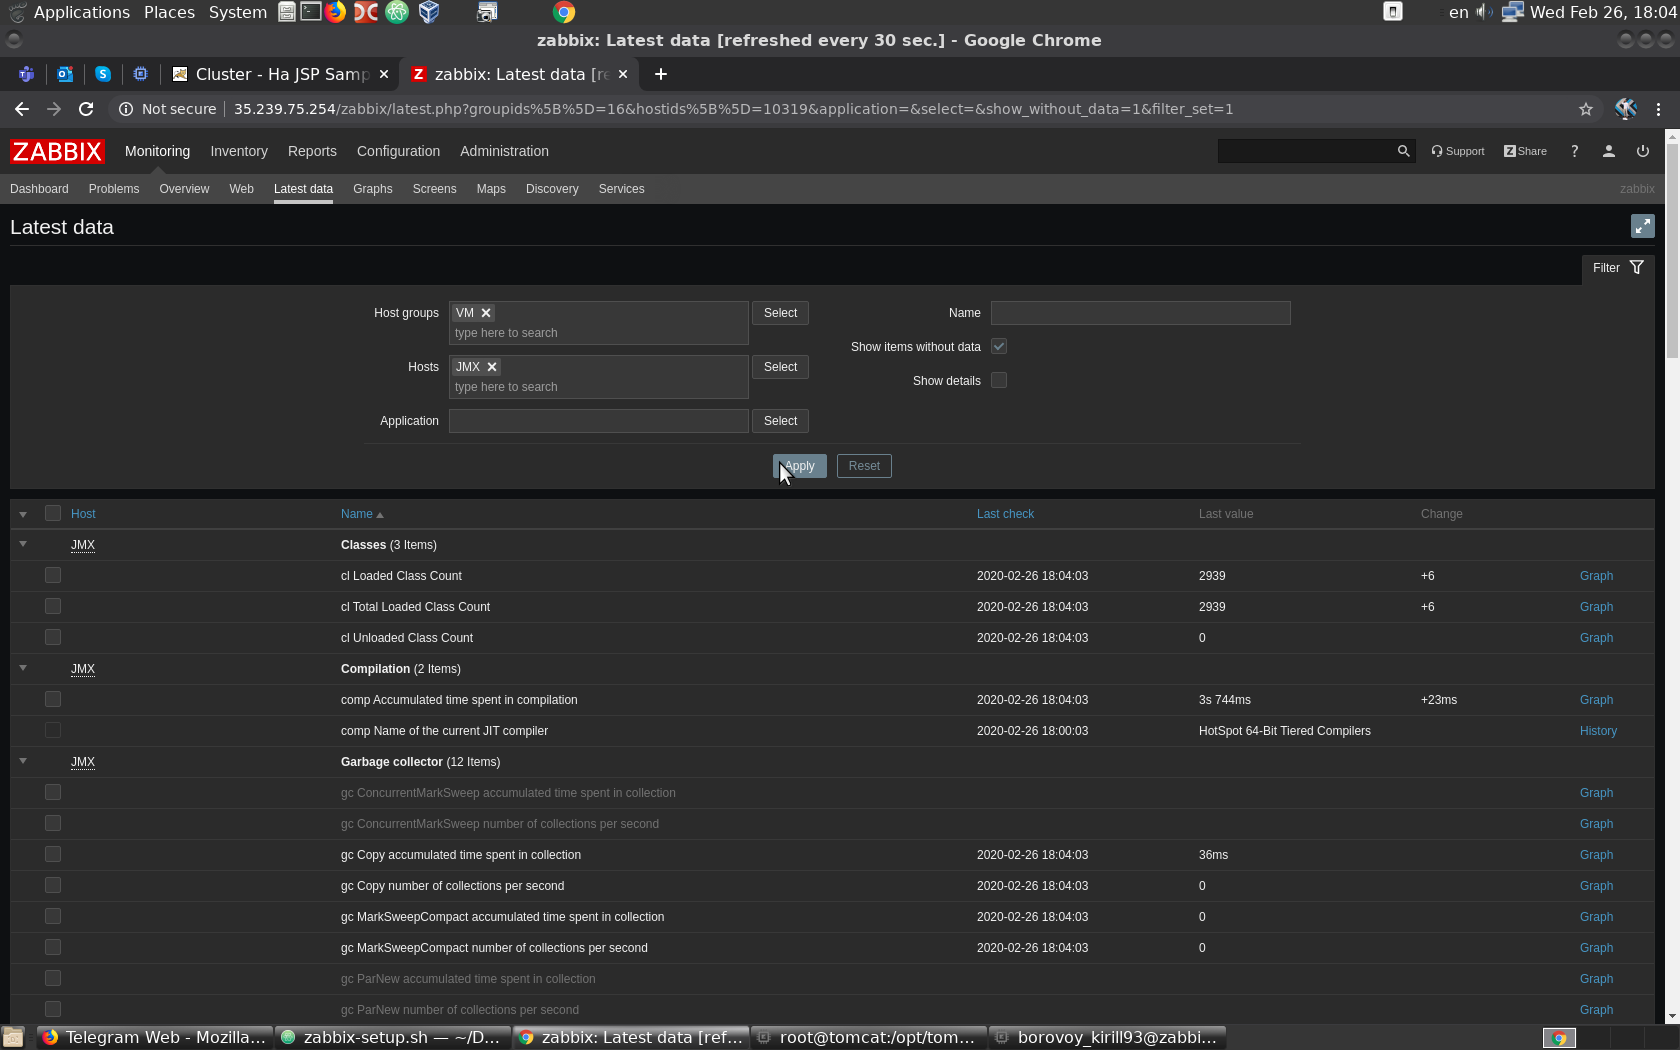 Applications Places System en Wed Feb 26, 18:04
zabbix: Latest data [refreshed every 30 sec.] - Google Chrome
Cluster - Ha JSP Samp zabbix: Latest data [re
Not secure 35.239.75.254/zabbix/latest.php?groupids%5B%5D=16&hostids%5B%5D=10319&application=&select=&show_without_data=1&filter_set=1
ZABBIX Monitoring Inventory Reports Configuration Administration Support Z Share ?
Dashboard Problems Overview Web Latest data Graphs Screens Maps Discovery Services zabbix
Latest data
Filter
Host groups VM Select Name
type here to search
Show items without data
Hosts JMX Select
type here to search
Show details
Application Select
Apply Reset
Host Name Last check Last value Change
JMX Classes (3 Items)
cl Loaded Class Count 2020-02-26 18:04:03 2939 +6 Graph
cl Total Loaded Class Count 2020-02-26 18:04:03 2939 +6 Graph
cl Unloaded Class Count 2020-02-26 18:04:03 0 Graph
JMX Compilation (2 Items)
comp Accumulated time spent in compilation 2020-02-26 18:04:03 3s 744ms +23ms Graph
comp Name of the current JIT compiler 2020-02-26 18:00:03 HotSpot 64-Bit Tiered Compilers History
JMX Garbage collector (12 Items)
gc ConcurrentMarkSweep accumulated time spent in collection Graph
gc ConcurrentMarkSweep number of collections per second Graph
gc Copy accumulated time spent in collection 2020-02-26 18:04:03 36ms Graph
gc Copy number of collections per second 2020-02-26 18:04:03 0 Graph
gc MarkSweepCompact accumulated time spent in collection 2020-02-26 18:04:03 0 Graph
gc MarkSweepCompact number of collections per second 2020-02-26 18:04:03 0 Graph
gc ParNew accumulated time spent in collection Graph
gc ParNew number of collections per second Graph
Telegram Web - Mozilla... zabbix-setup.sh — ~/D... zabbix: Latest data [ref... root@tomcat:/opt/tom... borovoy_kirill93@zabbi...